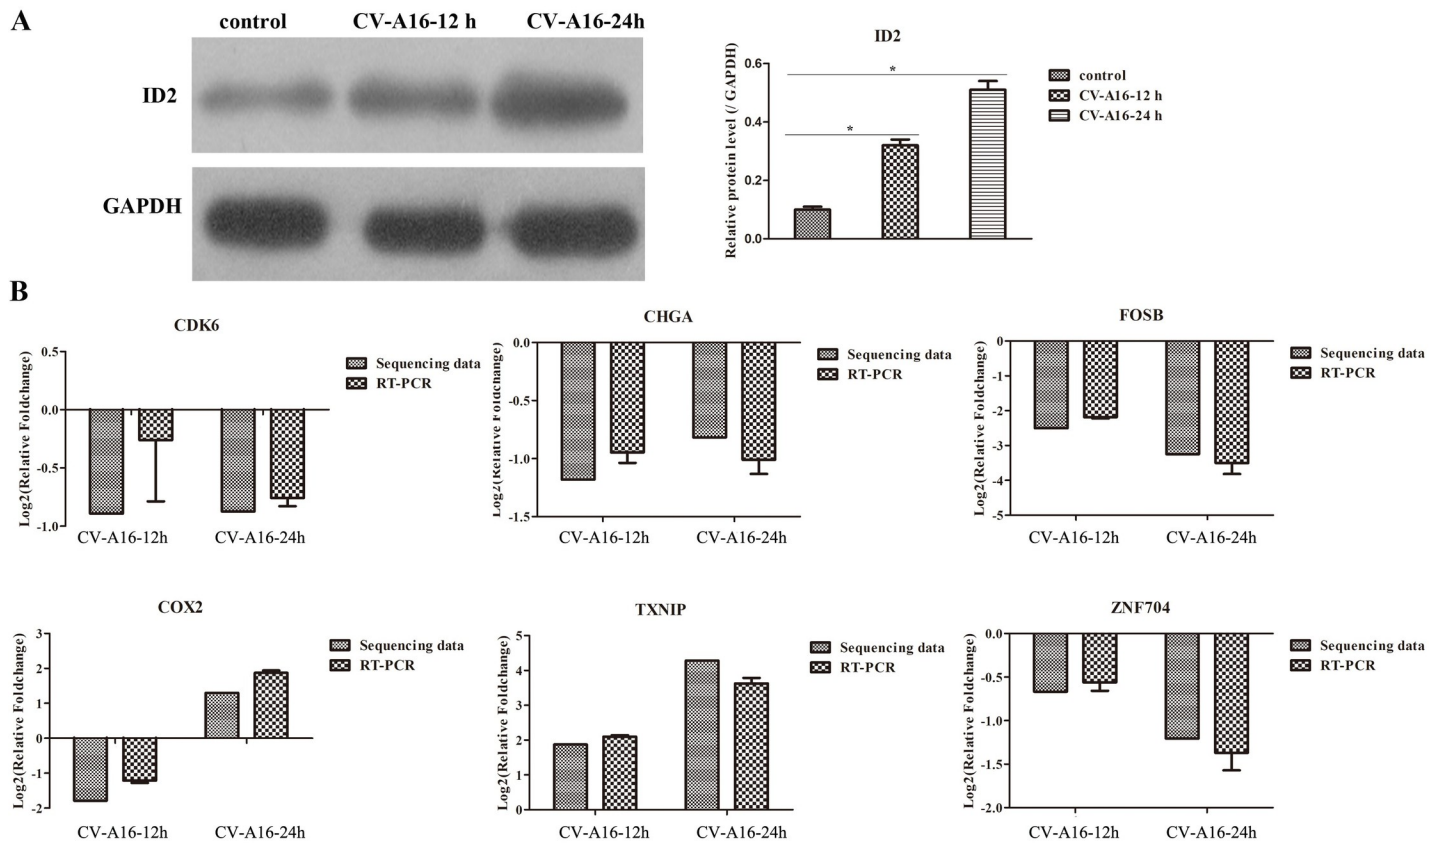 A
control CV-A16-12 h CV-A16-24h
ID2
GAPDH
ID2
Relative protein level (/ GAPDH)
0.6
0.4
0.2
0.0
*
*
control
CV-A16-12 h
CV-A16-24 h
B
CDK6
Log2(Relative Foldchange)
0.5
0.0
-0.5
-1.0
CV-A16-12h CV-A16-24h
Sequencing data
RT-PCR
CHGA
Log2(Relative Foldchange)
0.0
-0.5
-1.0
-1.5
CV-A16-12h CV-A16-24h
Sequencing data
RT-PCR
FOSB
Log2(Relative Foldchange)
0
-1
-2
-3
-4
-5
CV-A16-12h CV-A16-24h
Sequencing data
RT-PCR
COX2
Log2(Relative Foldchange)
3
2
1
0
-1
-2
CV-A16-12h CV-A16-24h
Sequencing data
RT-PCR
TXNIP
Log2(Relative Foldchange)
5
4
3
2
1
0
CV-A16-12h CV-A16-24h
Sequencing data
RT-PCR
ZNF704
Log2(Relative Foldchange)
0.0
-0.5
-1.0
-1.5
-2.0
CV-A16-12h CV-A16-24h
Sequencing data
RT-PCR